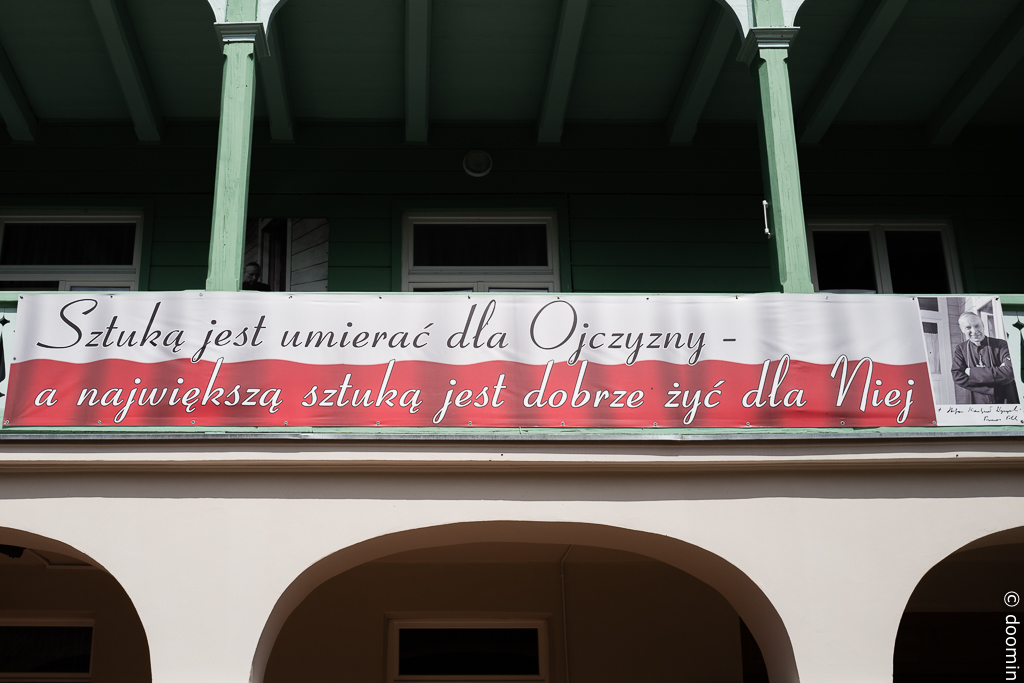 Sztuką jest umierać dla Ojczyzny -
a największą sztuką jest dobrze żyć dla Niej
© doomin